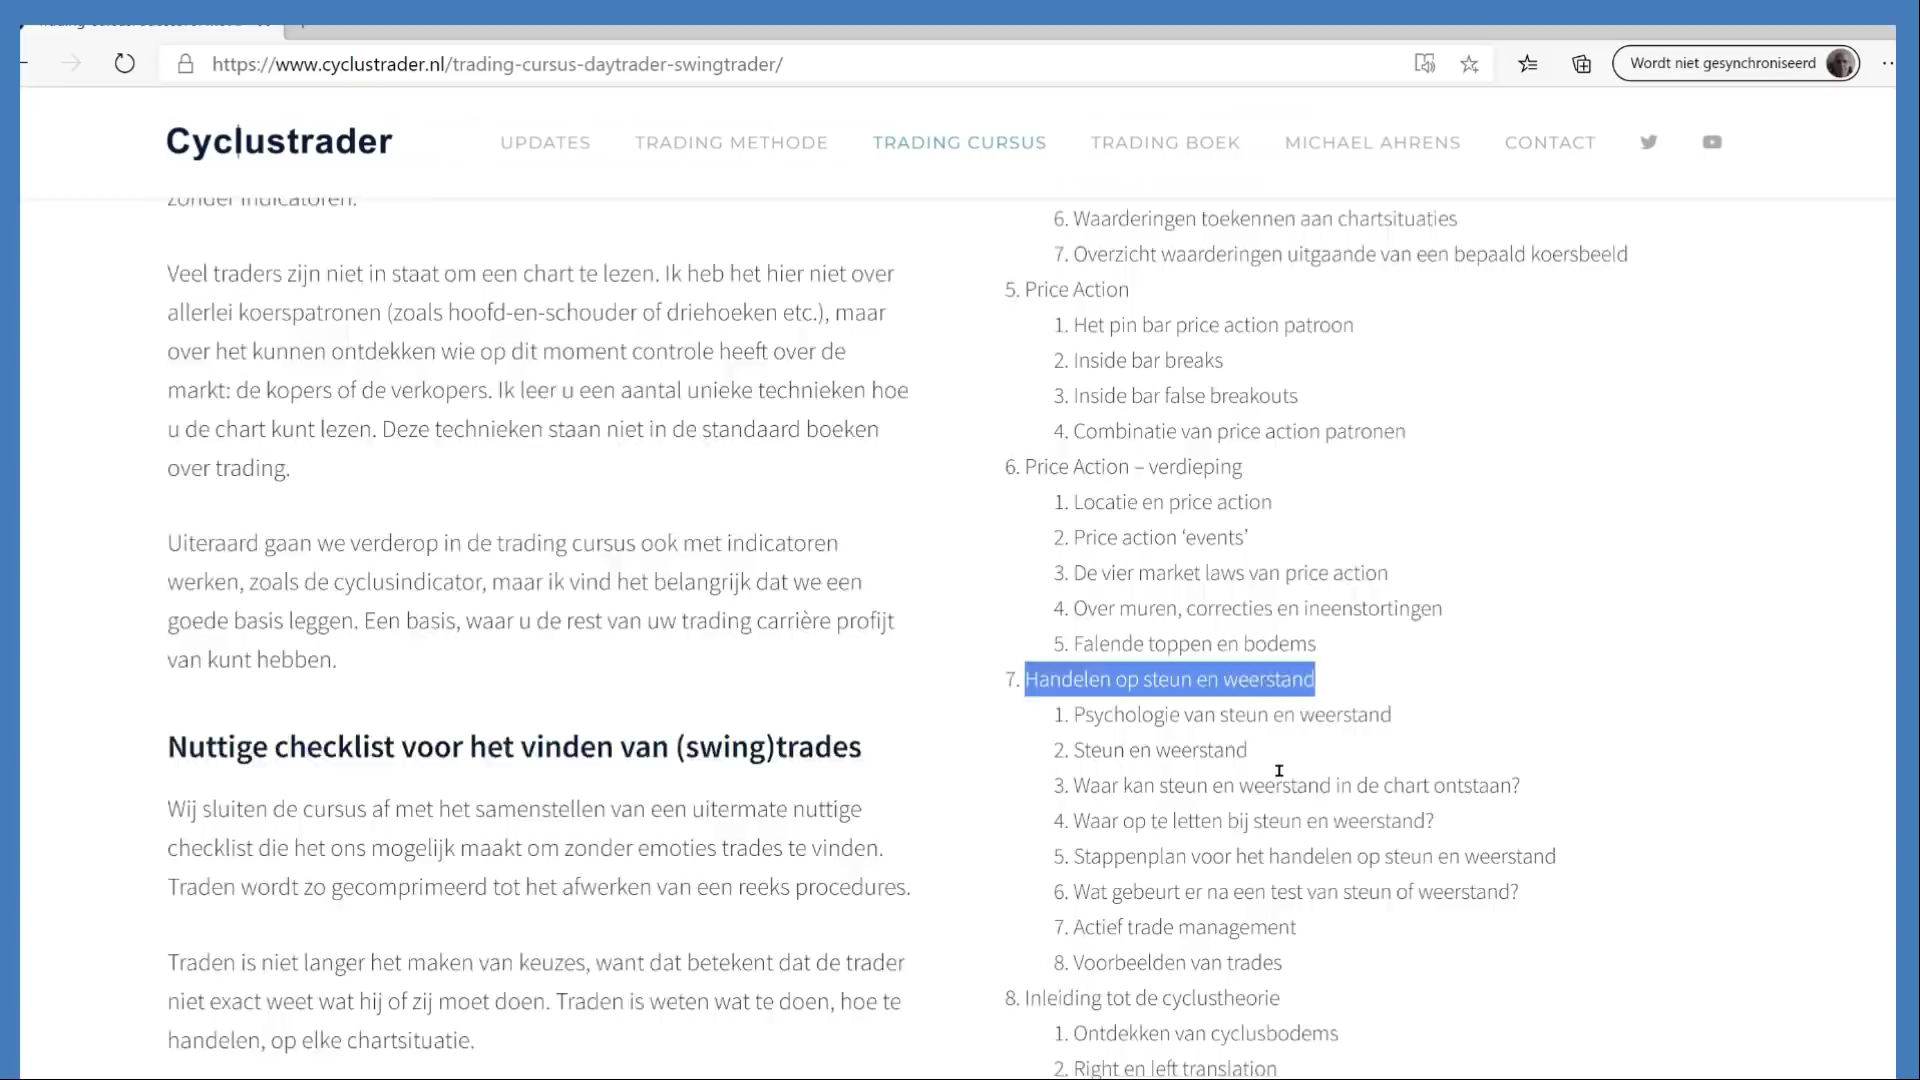 https://www.cyclustrader.nl/trading-cursus-daytrader-swingtrader/
Wordt niet gesynchroniseerd
Cyclustrader
UPDATES
TRADING METHODE
TRADING CURSUS
TRADING BOEK
MICHAEL AHRENS
CONTACT
zonder indicatoren.
Veel traders zijn niet in staat om een chart te lezen. Ik heb het hier niet over
allerlei koerspatronen (zoals hoofd-en-schouder of driehoeken etc.), maar
over het kunnen ontdekken wie op dit moment controle heeft over de
markt: de kopers of de verkopers. Ik leer u een aantal unieke technieken hoe
u de chart kunt lezen. Deze technieken staan niet in de standaard boeken
over trading.
Uiteraard gaan we verderop in de trading cursus ook met indicatoren
werken, zoals de cyclusindicator, maar ik vind het belangrijk dat we een
goede basis leggen. Een basis, waar u de rest van uw trading carrière profijt
van kunt hebben.
Nuttige checklist voor het vinden van (swing)trades
Wij sluiten de cursus af met het samenstellen van een uitermate nuttige
checklist die het ons mogelijk maakt om zonder emoties trades te vinden.
Traden wordt zo gecomprimeerd tot het afwerken van een reeks procedures.
Traden is niet langer het maken van keuzes, want dat betekent dat de trader
niet exact weet wat hij of zij moet doen. Traden is weten wat te doen, hoe te
handelen, op elke chartsituatie.
6. Waarderingen toekennen aan chartsituaties
7. Overzicht waarderingen uitgaande van een bepaald koersbeeld
5. Price Action
1. Het pin bar price action patroon
2. Inside bar breaks
3. Inside bar false breakouts
4. Combinatie van price action patronen
6. Price Action – verdieping
1. Locatie en price action
2. Price action ‘events’
3. De vier market laws van price action
4. Over muren, correcties en ineenstortingen
5. Falende toppen en bodems
7. Handelen op steun en weerstand
1. Psychologie van steun en weerstand
2. Steun en weerstand
3. Waar kan steun en weerstand in de chart ontstaan?
4. Waar op te letten bij steun en weerstand?
5. Stappenplan voor het handelen op steun en weerstand
6. Wat gebeurt er na een test van steun of weerstand?
7. Actief trade management
8. Voorbeelden van trades
8. Inleiding tot de cyclustheorie
1. Ontdekken van cyclusbodems
2. Right en left translation